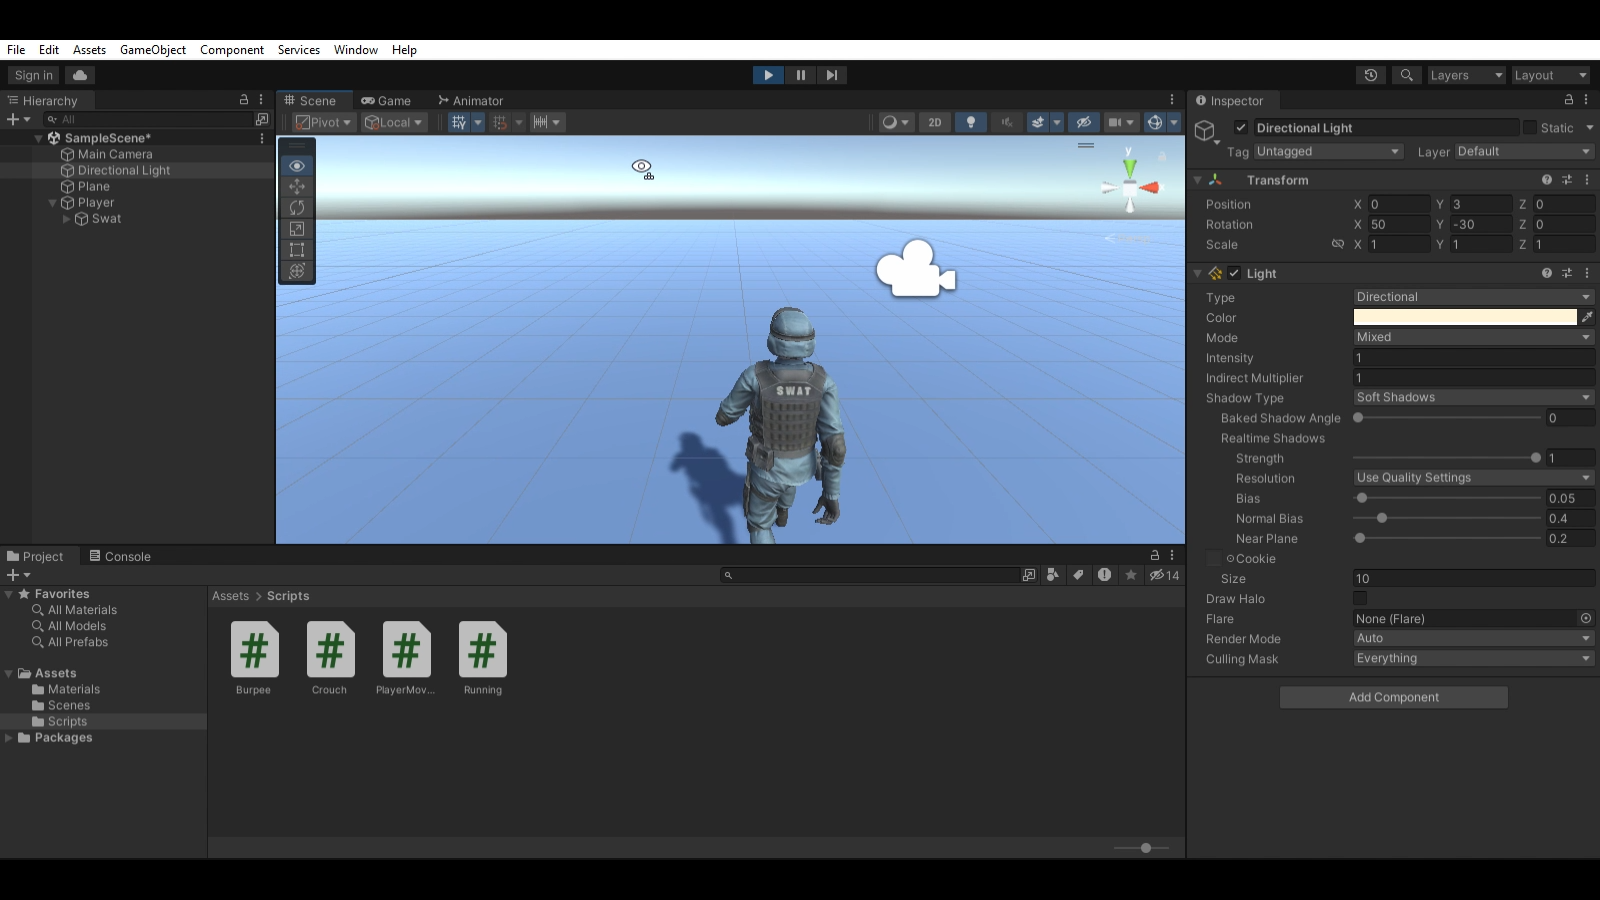 File Edit Assets GameObject Component Services Window Help
Sign in
Layers Layout
Hierarchy
All
SampleScene*
Main Camera
Directional Light
Plane
Player
Swat
Scene Game Animator
Pivot Local
2D
y
SWAT
Inspector
Directional Light Static
Tag Untagged Layer Default
Transform
Position X 0 Y 3 Z 0
Rotation X 50 Y -30 Z 0
Scale X 1 Y 1 Z 1
Light
Type Directional
Color
Mode Mixed
Intensity 1
Indirect Multiplier 1
Shadow Type Soft Shadows
Baked Shadow Angle 0
Realtime Shadows
Strength 1
Resolution Use Quality Settings
Bias 0.05
Normal Bias 0.4
Near Plane 0.2
Cookie
Size 10
Draw Halo
Flare None (Flare)
Render Mode Auto
Culling Mask Everything
Add Component
Project Console
14
Favorites
All Materials
All Models
All Prefabs
Assets
Materials
Scenes
Scripts
Packages
Assets > Scripts
# # # #
Burpee Crouch PlayerMov... Running